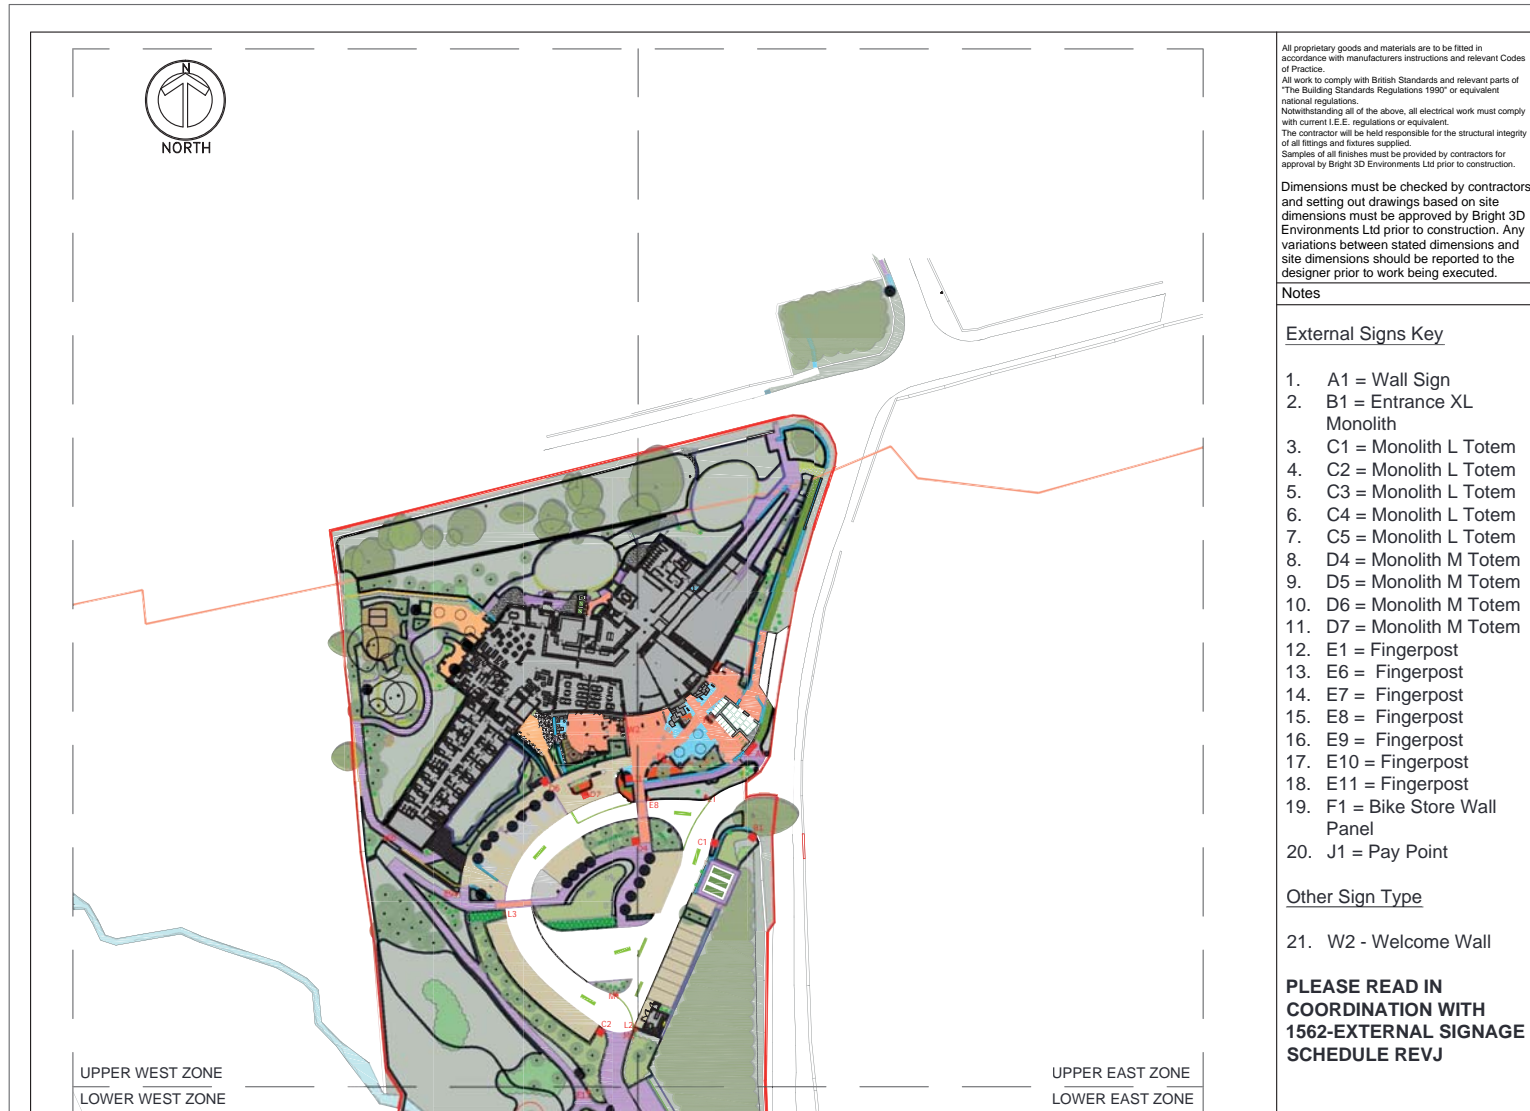 N
NORTH
All proprietary goods and materials are to be fitted in
accordance with manufacturers instructions and relevant Codes
of Practice.
All work to comply with British Standards and relevant parts of
"The Building Standards Regulations 1990" or equivalent
national regulations.
Notwithstanding all of the above, all electrical work must comply
with current I.E.E. regulations or equivalent.
The contractor will be held responsible for the structural integrity
of all fittings and fixtures supplied.
Samples of all finishes must be provided by contractors for
approval by Bright 3D Environments Ltd prior to construction.
Dimensions must be checked by contractors
and setting out drawings based on site
dimensions must be approved by Bright 3D
Environments Ltd prior to construction. Any
variations between stated dimensions and
site dimensions should be reported to the
designer prior to work being executed.
Notes
External Signs Key
1. A1 = Wall Sign
2. B1 = Entrance XL
Monolith
3. C1 = Monolith L Totem
4. C2 = Monolith L Totem
5. C3 = Monolith L Totem
6. C4 = Monolith L Totem
7. C5 = Monolith L Totem
8. D4 = Monolith M Totem
9. D5 = Monolith M Totem
10. D6 = Monolith M Totem
11. D7 = Monolith M Totem
12. E1 = Fingerpost
13. E6 = Fingerpost
14. E7 = Fingerpost
15. E8 = Fingerpost
16. E9 = Fingerpost
17. E10 = Fingerpost
18. E11 = Fingerpost
19. F1 = Bike Store Wall
Panel
20. J1 = Pay Point
Other Sign Type
21. W2 - Welcome Wall
PLEASE READ IN
COORDINATION WITH
1562-EXTERNAL SIGNAGE
SCHEDULE REVJ
W2
D6
D7
E8
B1
C1
L3
C2
L2
UPPER WEST ZONE
LOWER WEST ZONE
UPPER EAST ZONE
LOWER EAST ZONE